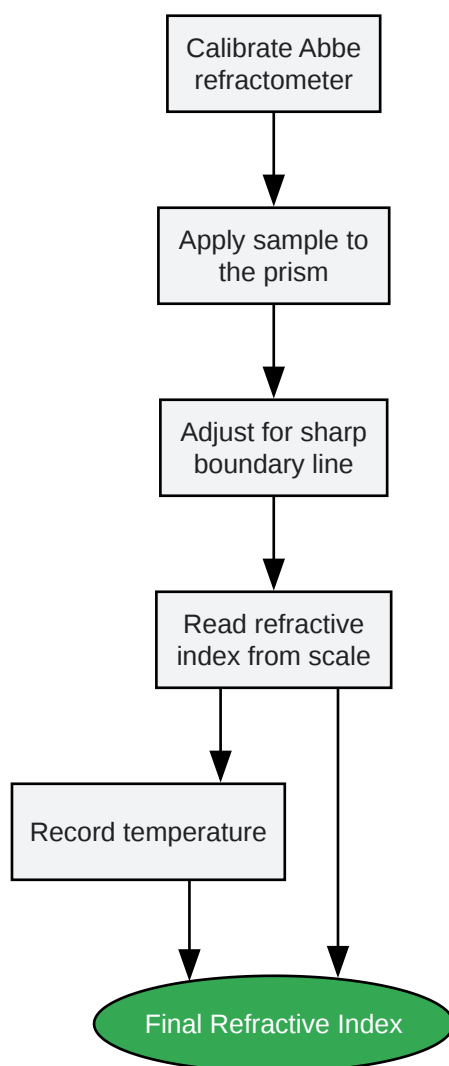 Calibrate Abbe
refractometer
Apply sample to
the prism
Adjust for sharp
boundary line
Read refractive
index from scale
Record temperature
Final Refractive Index